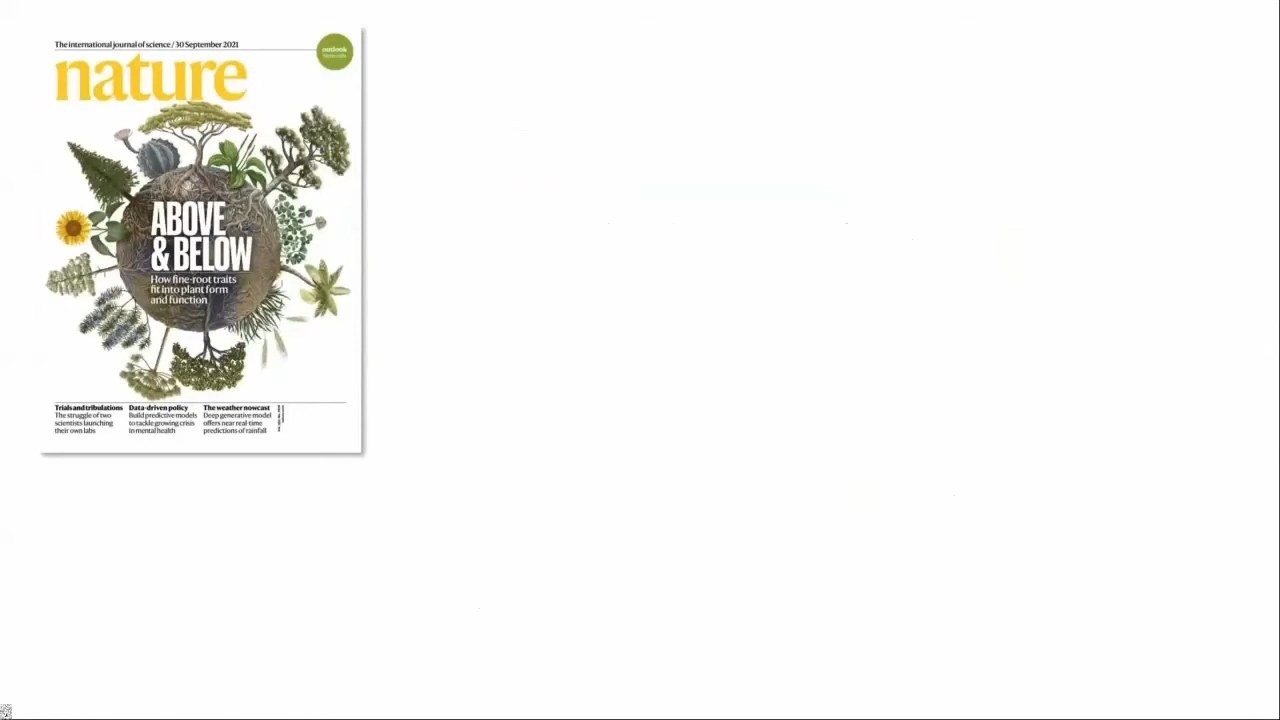 The international journal of science / 30 September 2021
outlook
nature
ABOVE
& BELOW
How fine-root traits
fit into plant form
and function
Trials and tribulations
The struggle of two
scientists launching
their own labs
Data-driven policy
Build predictive models
to tackle growing crisis
in mental health
The weather nowcast
Deep generative model
offers near real-time
predictions of rainfall